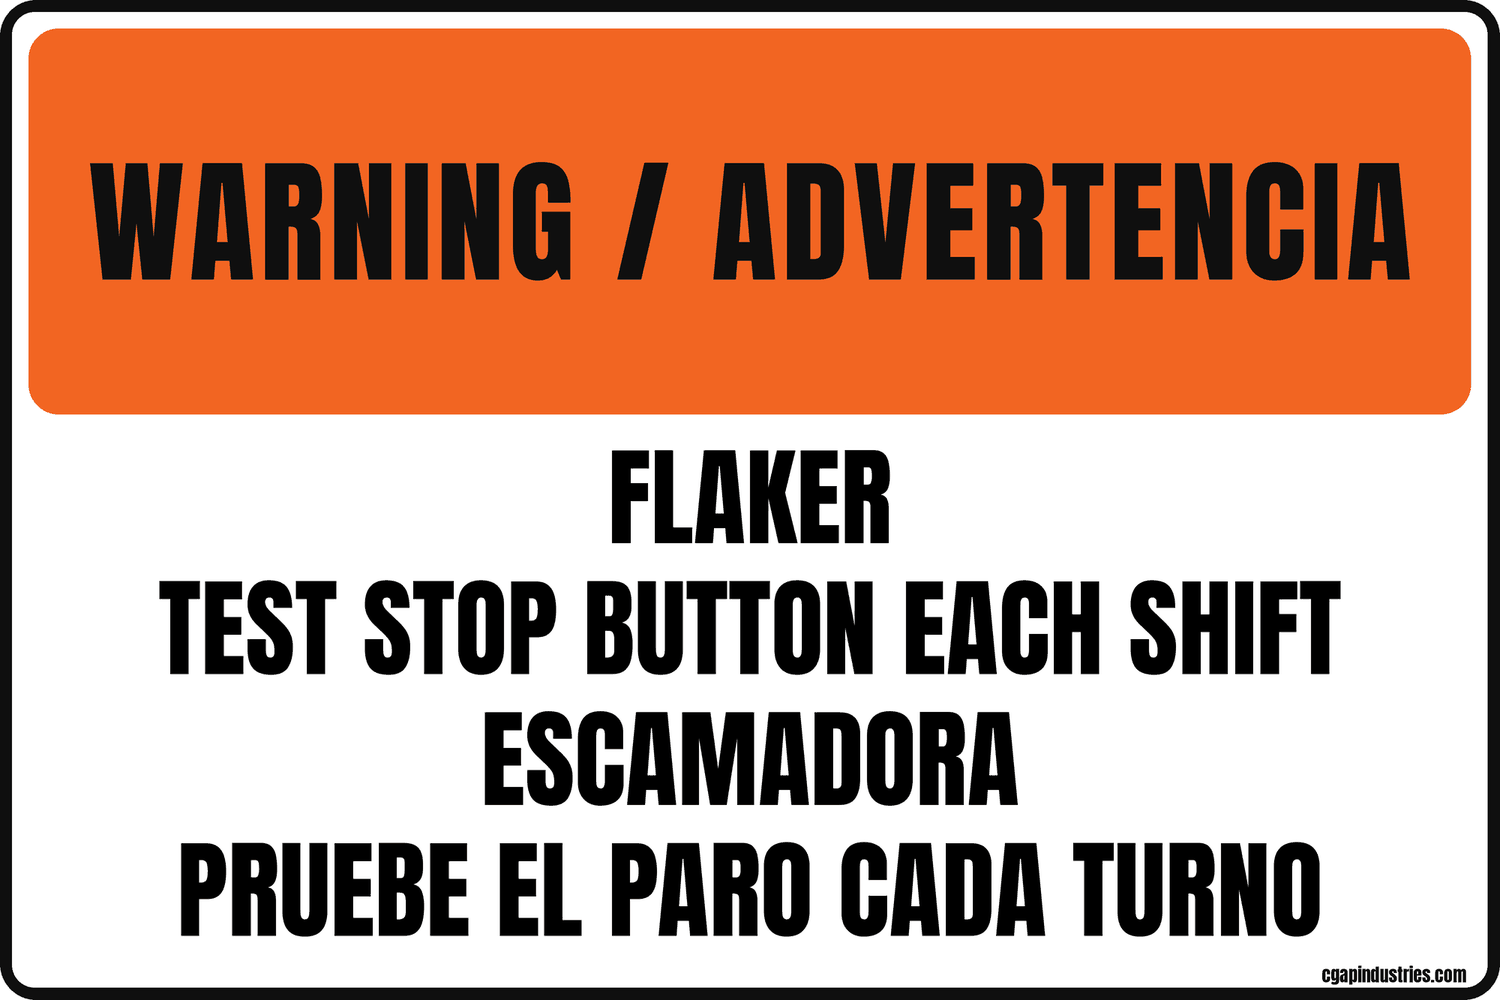 WARNING / ADVERTENCIA
FLAKER
TEST STOP BUTTON EACH SHIFT
ESCAMADORA
PRUEBE EL PARO CADA TURNO
cgapindustries.com